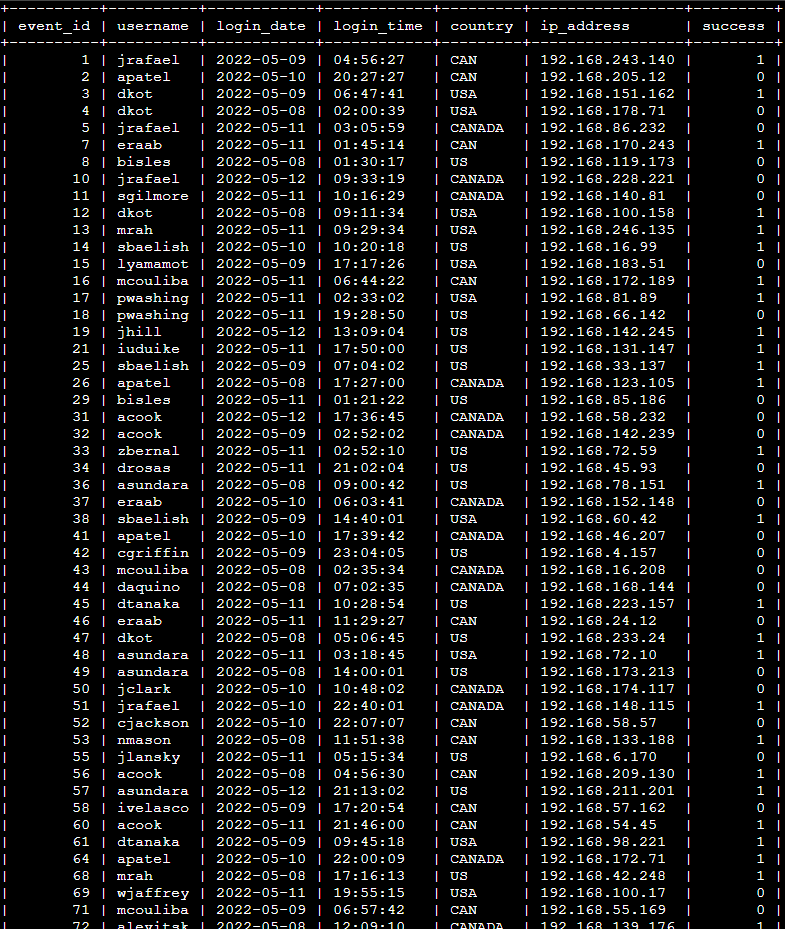 +----------+----------+------------+------------+---------+-----------------+---------+
| event_id | username | login_date | login_time | country | ip_address      | success |
+----------+----------+------------+------------+---------+-----------------+---------+
|        1 | jrafael  | 2022-05-09 | 04:56:27   | CAN     | 192.168.243.140 |       1 |
|        2 | apatel   | 2022-05-10 | 20:27:27   | CAN     | 192.168.205.12  |       0 |
|        3 | dkot     | 2022-05-09 | 06:47:41   | USA     | 192.168.151.162 |       1 |
|        4 | dkot     | 2022-05-08 | 02:00:39   | USA     | 192.168.178.71  |       0 |
|        5 | jrafael  | 2022-05-11 | 03:05:59   | CANADA  | 192.168.86.232  |       0 |
|        7 | eraab    | 2022-05-11 | 01:45:14   | CAN     | 192.168.170.243 |       1 |
|        8 | bisles   | 2022-05-08 | 01:30:17   | US      | 192.168.119.173 |       0 |
|       10 | jrafael  | 2022-05-12 | 09:33:19   | CANADA  | 192.168.228.221 |       0 |
|       11 | sgilmore | 2022-05-11 | 10:16:29   | CANADA  | 192.168.140.81  |       0 |
|       12 | dkot     | 2022-05-08 | 09:11:34   | USA     | 192.168.100.158 |       1 |
|       13 | mrah     | 2022-05-11 | 09:29:34   | USA     | 192.168.246.135 |       1 |
|       14 | sbaelish | 2022-05-10 | 10:20:18   | US      | 192.168.16.99   |       1 |
|       15 | lyamamot | 2022-05-09 | 17:17:26   | USA     | 192.168.183.51  |       0 |
|       16 | mcouliba | 2022-05-11 | 06:44:22   | CAN     | 192.168.172.189 |       1 |
|       17 | pwashing | 2022-05-11 | 02:33:02   | USA     | 192.168.81.89   |       1 |
|       18 | pwashing | 2022-05-11 | 19:28:50   | US      | 192.168.66.142  |       0 |
|       19 | jhill    | 2022-05-12 | 13:09:04   | US      | 192.168.142.245 |       1 |
|       21 | iuduike  | 2022-05-11 | 17:50:00   | US      | 192.168.131.147 |       1 |
|       25 | sbaelish | 2022-05-09 | 07:04:02   | US      | 192.168.33.137  |       1 |
|       26 | apatel   | 2022-05-08 | 17:27:00   | CANADA  | 192.168.123.105 |       1 |
|       29 | bisles   | 2022-05-11 | 01:21:22   | US      | 192.168.85.186  |       0 |
|       31 | acook    | 2022-05-12 | 17:36:45   | CANADA  | 192.168.58.232  |       0 |
|       32 | acook    | 2022-05-09 | 02:52:02   | CANADA  | 192.168.142.239 |       0 |
|       33 | zbernal  | 2022-05-11 | 02:52:10   | US      | 192.168.72.59   |       1 |
|       34 | drosas   | 2022-05-11 | 21:02:04   | US      | 192.168.45.93   |       0 |
|       36 | asundara | 2022-05-08 | 09:00:42   | US      | 192.168.78.151  |       1 |
|       37 | eraab    | 2022-05-10 | 06:03:41   | CANADA  | 192.168.152.148 |       0 |
|       38 | sbaelish | 2022-05-09 | 14:40:01   | USA     | 192.168.60.42   |       1 |
|       41 | apatel   | 2022-05-10 | 17:39:42   | CANADA  | 192.168.46.207  |       0 |
|       42 | cgriffin | 2022-05-09 | 23:04:05   | US      | 192.168.4.157   |       0 |
|       43 | mcouliba | 2022-05-08 | 02:35:34   | CANADA  | 192.168.16.208  |       0 |
|       44 | daquino  | 2022-05-08 | 07:02:35   | CANADA  | 192.168.168.144 |       0 |
|       45 | dtanaka  | 2022-05-11 | 10:28:54   | US      | 192.168.223.157 |       1 |
|       46 | eraab    | 2022-05-11 | 11:29:27   | CAN     | 192.168.24.12   |       0 |
|       47 | dkot     | 2022-05-08 | 05:06:45   | US      | 192.168.233.24  |       1 |
|       48 | asundara | 2022-05-11 | 03:18:45   | USA     | 192.168.72.10   |       1 |
|       49 | asundara | 2022-05-08 | 14:00:01   | US      | 192.168.173.213 |       0 |
|       50 | jclark   | 2022-05-10 | 10:48:02   | CANADA  | 192.168.174.117 |       0 |
|       51 | jrafael  | 2022-05-10 | 22:40:01   | CANADA  | 192.168.148.115 |       1 |
|       52 | cjackson | 2022-05-10 | 22:07:07   | CAN     | 192.168.58.57   |       0 |
|       53 | nmason   | 2022-05-08 | 11:51:38   | CAN     | 192.168.133.188 |       1 |
|       55 | jlansky  | 2022-05-11 | 05:15:34   | US      | 192.168.6.170   |       0 |
|       56 | acook    | 2022-05-08 | 04:56:30   | CAN     | 192.168.209.130 |       1 |
|       57 | asundara | 2022-05-12 | 21:13:02   | US      | 192.168.211.201 |       1 |
|       58 | ivelasco | 2022-05-09 | 17:20:54   | CAN     | 192.168.57.162  |       0 |
|       60 | acook    | 2022-05-11 | 21:46:00   | CAN     | 192.168.54.45   |       1 |
|       61 | dtanaka  | 2022-05-09 | 09:45:18   | USA     | 192.168.98.221  |       1 |
|       64 | apatel   | 2022-05-10 | 22:00:09   | CANADA  | 192.168.172.71  |       1 |
|       68 | mrah     | 2022-05-08 | 17:16:13   | US      | 192.168.42.248  |       1 |
|       69 | wjaffrey | 2022-05-11 | 19:55:15   | USA     | 192.168.100.17  |       0 |
|       71 | mcouliba | 2022-05-09 | 06:57:42   | CAN     | 192.168.55.169  |       0 |
|       72 | alevitsk | 2022-05-08 | 12:09:10   | CANADA  | 192.168.139.176 |       1 |